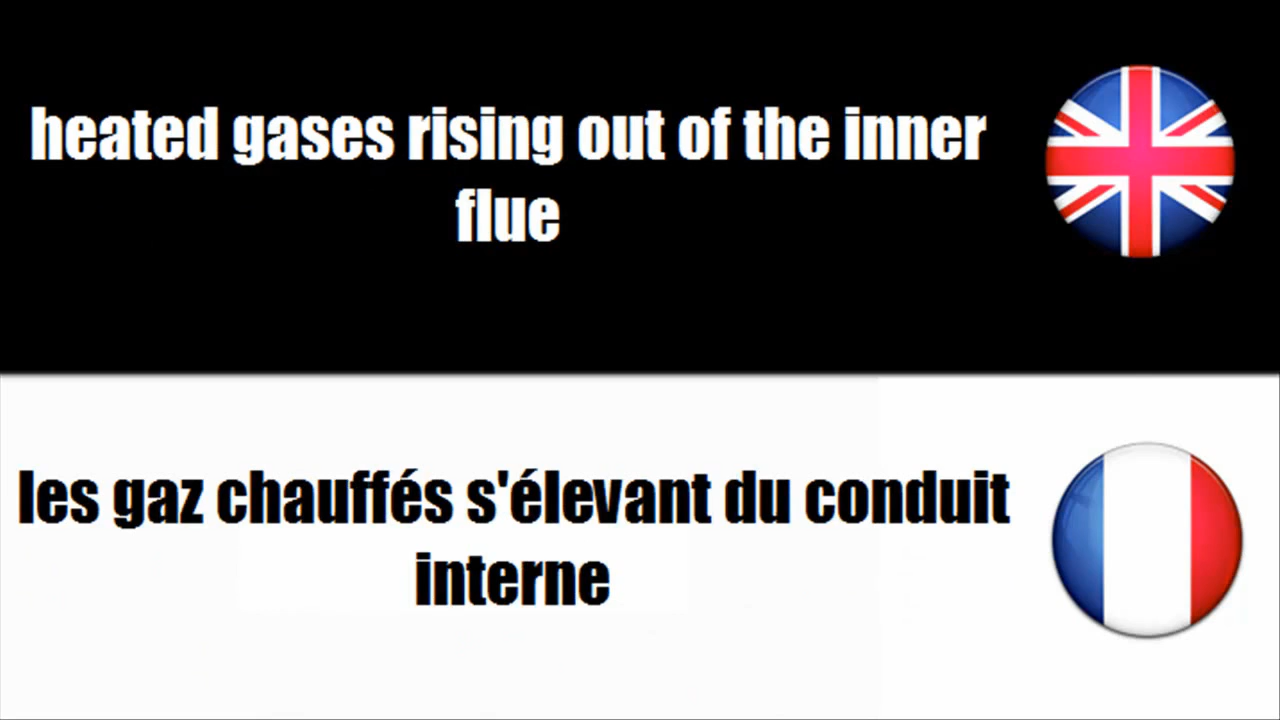 heated gases rising out of the inner
flue
les gaz chauffés s'élevant du conduit
interne